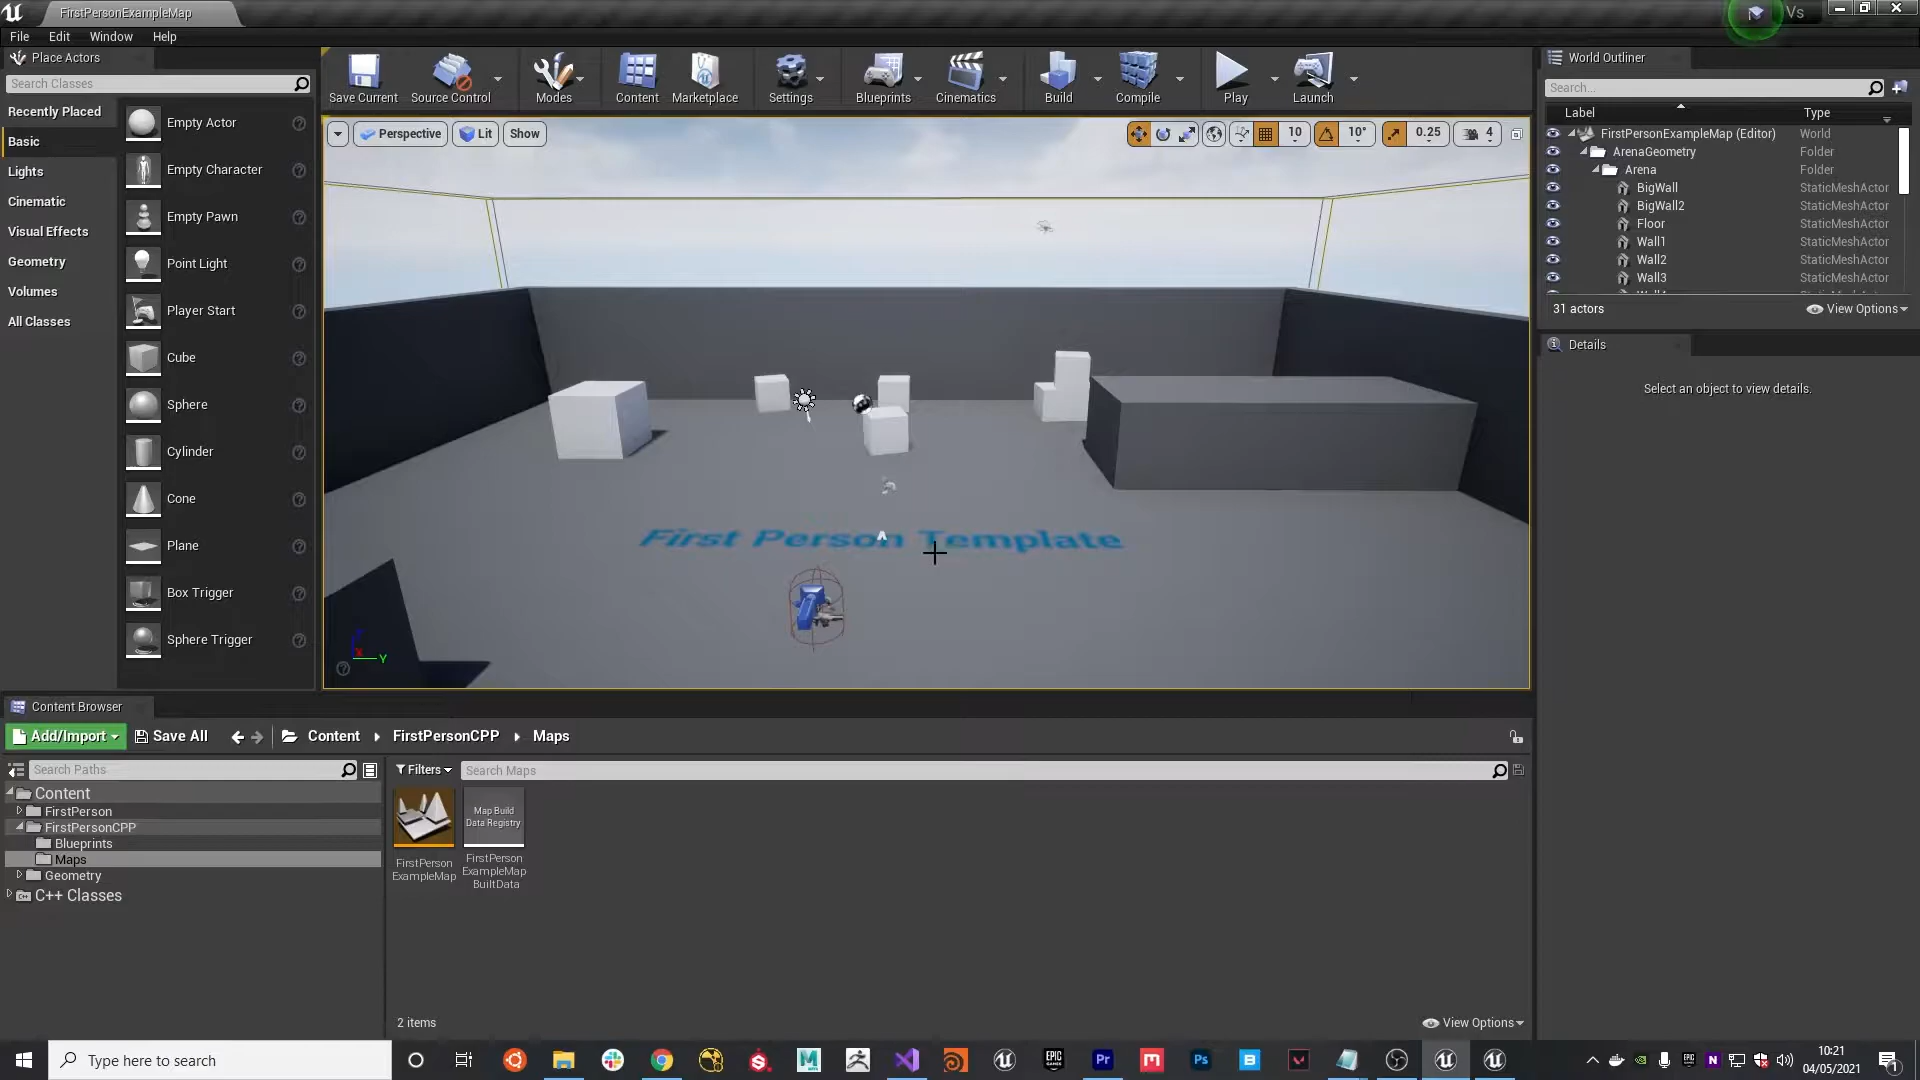 FirstPersonExampleMap
Vs
File Edit Window Help
Place Actors
Search Classes
Recently Placed
Basic
Lights
Cinematic
Visual Effects
Geometry
Volumes
All Classes
Empty Actor
Empty Character
Empty Pawn
Point Light
Player Start
Cube
Sphere
Cylinder
Cone
Plane
Box Trigger
Sphere Trigger
Save Current Source Control Modes Content Marketplace Settings Blueprints Cinematics Build Compile Play Launch
Perspective Lit Show
10 10° 0.25 4
First Person Template
Y
World Outliner
Search...
Label Type
FirstPersonExampleMap (Editor) World
ArenaGeometry Folder
Arena Folder
BigWall StaticMeshActor
BigWall2 StaticMeshActor
Floor StaticMeshActor
Wall1 StaticMeshActor
Wall2 StaticMeshActor
Wall3 StaticMeshActor
31 actors View Options
Details
Select an object to view details.
Content Browser
Add/Import Save All Content FirstPersonCPP Maps
Search Paths
Content
FirstPerson
FirstPersonCPP
Blueprints
Maps
Geometry
C++ Classes
Filters Search Maps
FirstPerson
ExampleMap
Map Build
Data Registry
FirstPerson
ExampleMap
BuiltData
2 items View Options
Type here to search
EPIC
GAMES
Pr
Ps
N
10:21
04/05/2021
1